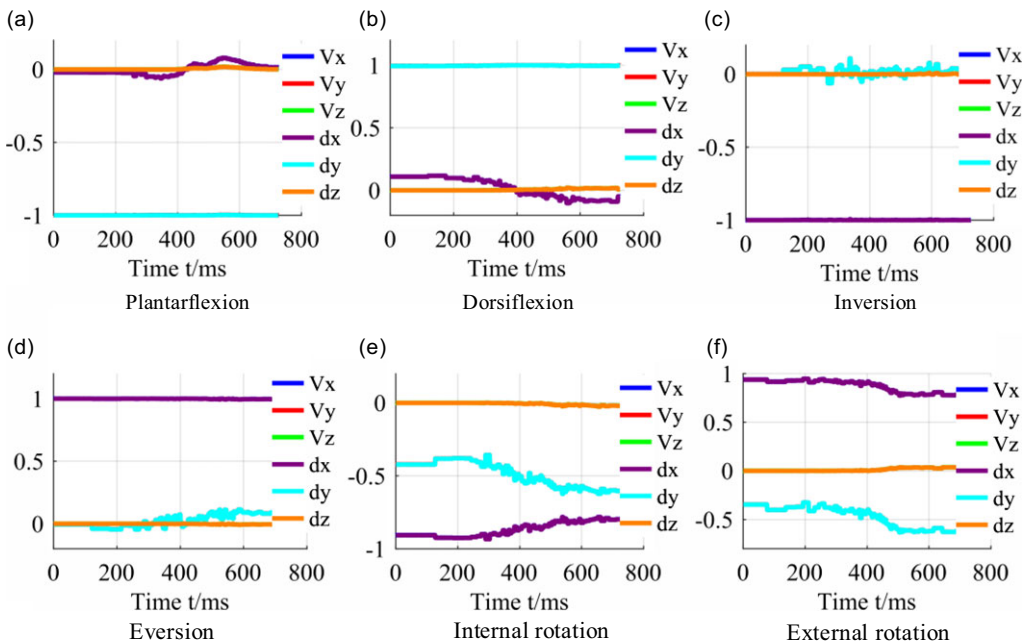 (a)
0
-0.5
-1
0 200 400 600 800
Time t/ms
Plantarflexion
Vx
Vy
Vz
dx
dy
dz
(b)
1
0.5
0
0 200 400 600 800
Time t/ms
Dorsiflexion
Vx
Vy
Vz
dx
dy
dz
(c)
0
-0.5
-1
0 200 400 600 800
Time t/ms
Inversion
Vx
Vy
Vz
dx
dy
dz
(d)
1
0.5
0
0 200 400 600 800
Time t/ms
Eversion
Vx
Vy
Vz
dx
dy
dz
(e)
0
-0.5
-1
0 200 400 600 800
Time t/ms
Internal rotation
Vx
Vy
Vz
dx
dy
dz
(f)
1
0.5
0
-0.5
0 200 400 600 800
Time t/ms
External rotation
Vx
Vy
Vz
dx
dy
dz